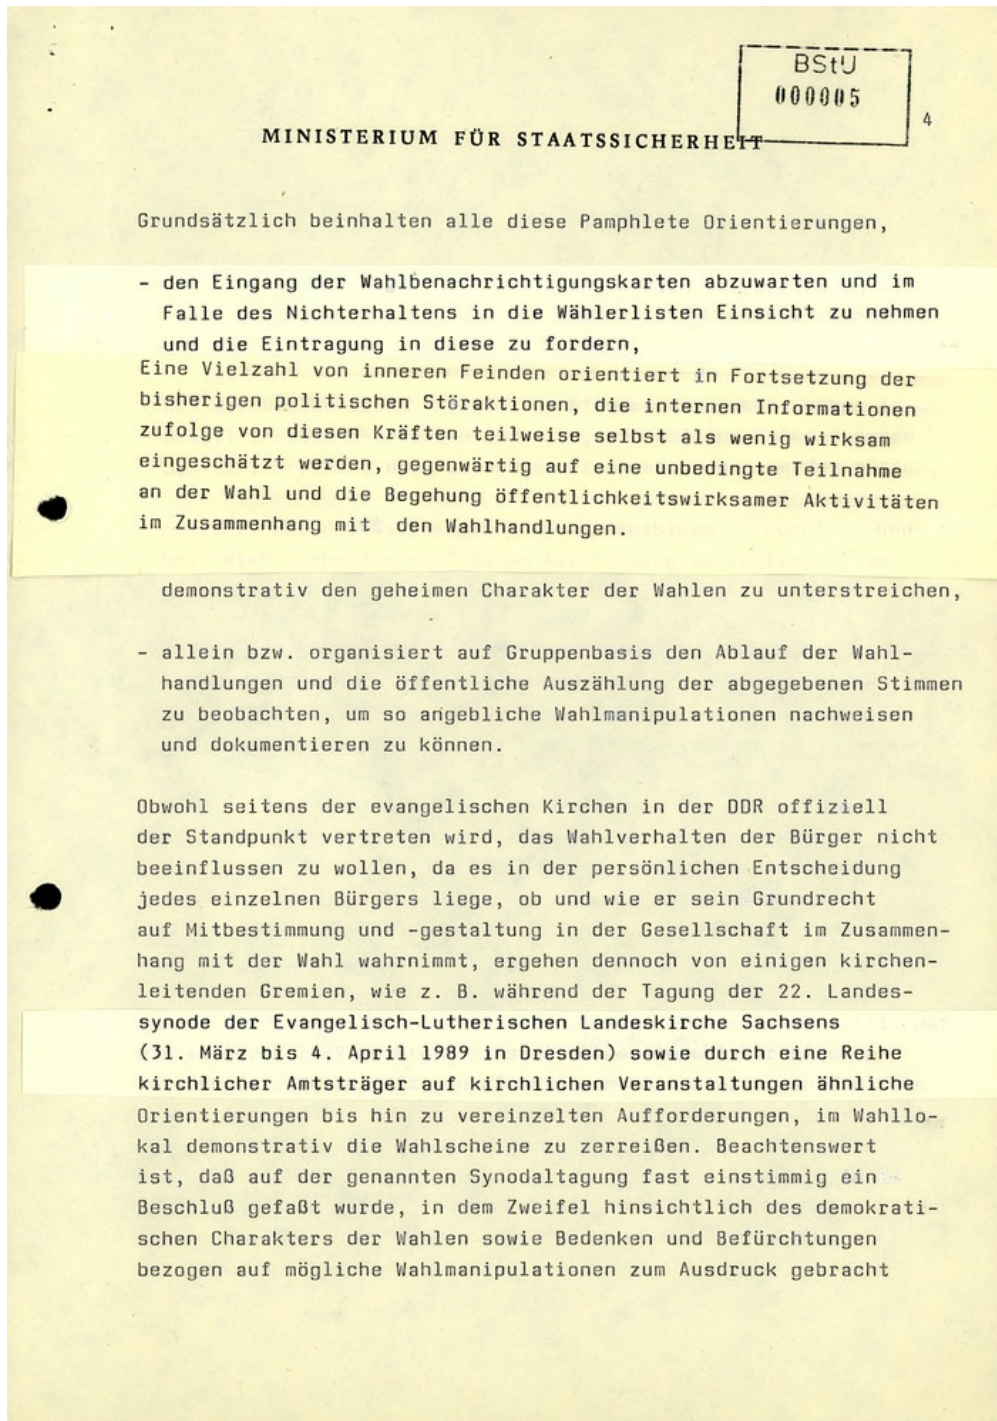 BStU
000005
4
MINISTERIUM FÜR STAATSSICHERHEIT
Grundsätzlich beinhalten alle diese Pamphlete Orientierungen,
- den Eingang der Wahlbenachrichtigungskarten abzuwarten und im
Falle des Nichterhaltens in die Wählerlisten Einsicht zu nehmen
und die Eintragung in diese zu fordern,
Eine Vielzahl von inneren Feinden orientiert in Fortsetzung der
bisherigen politischen Störaktionen, die internen Informationen
zufolge von diesen Kräften teilweise selbst als wenig wirksam
eingeschätzt werden, gegenwärtig auf eine unbedingte Teilnahme
an der Wahl und die Begehung öffentlichkeitswirksamer Aktivitäten
im Zusammenhang mit den Wahlhandlungen.
demonstrativ den geheimen Charakter der Wahlen zu unterstreichen,
- allein bzw. organisiert auf Gruppenbasis den Ablauf der Wahl-
handlungen und die öffentliche Auszählung der abgegebenen Stimmen
zu beobachten, um so angebliche Wahlmanipulationen nachweisen
und dokumentieren zu können.
Obwohl seitens der evangelischen Kirchen in der DDR offiziell
der Standpunkt vertreten wird, das Wahlverhalten der Bürger nicht
beeinflussen zu wollen, da es in der persönlichen Entscheidung
jedes einzelnen Bürgers liege, ob und wie er sein Grundrecht
auf Mitbestimmung und -gestaltung in der Gesellschaft im Zusammen-
hang mit der Wahl wahrnimmt, ergehen dennoch von einigen kirchen-
leitenden Gremien, wie z. B. während der Tagung der 22. Landes-
synode der Evangelisch-Lutherischen Landeskirche Sachsens
(31. März bis 4. April 1989 in Dresden) sowie durch eine Reihe
kirchlicher Amtsträger auf kirchlichen Veranstaltungen ähnliche
Orientierungen bis hin zu vereinzelten Aufforderungen, im Wahllo-
kal demonstrativ die Wahlscheine zu zerreißen. Beachtenswert
ist, daß auf der genannten Synodaltagung fast einstimmig ein
Beschluß gefaßt wurde, in dem Zweifel hinsichtlich des demokrati-
schen Charakters der Wahlen sowie Bedenken und Befürchtungen
bezogen auf mögliche Wahlmanipulationen zum Ausdruck gebracht